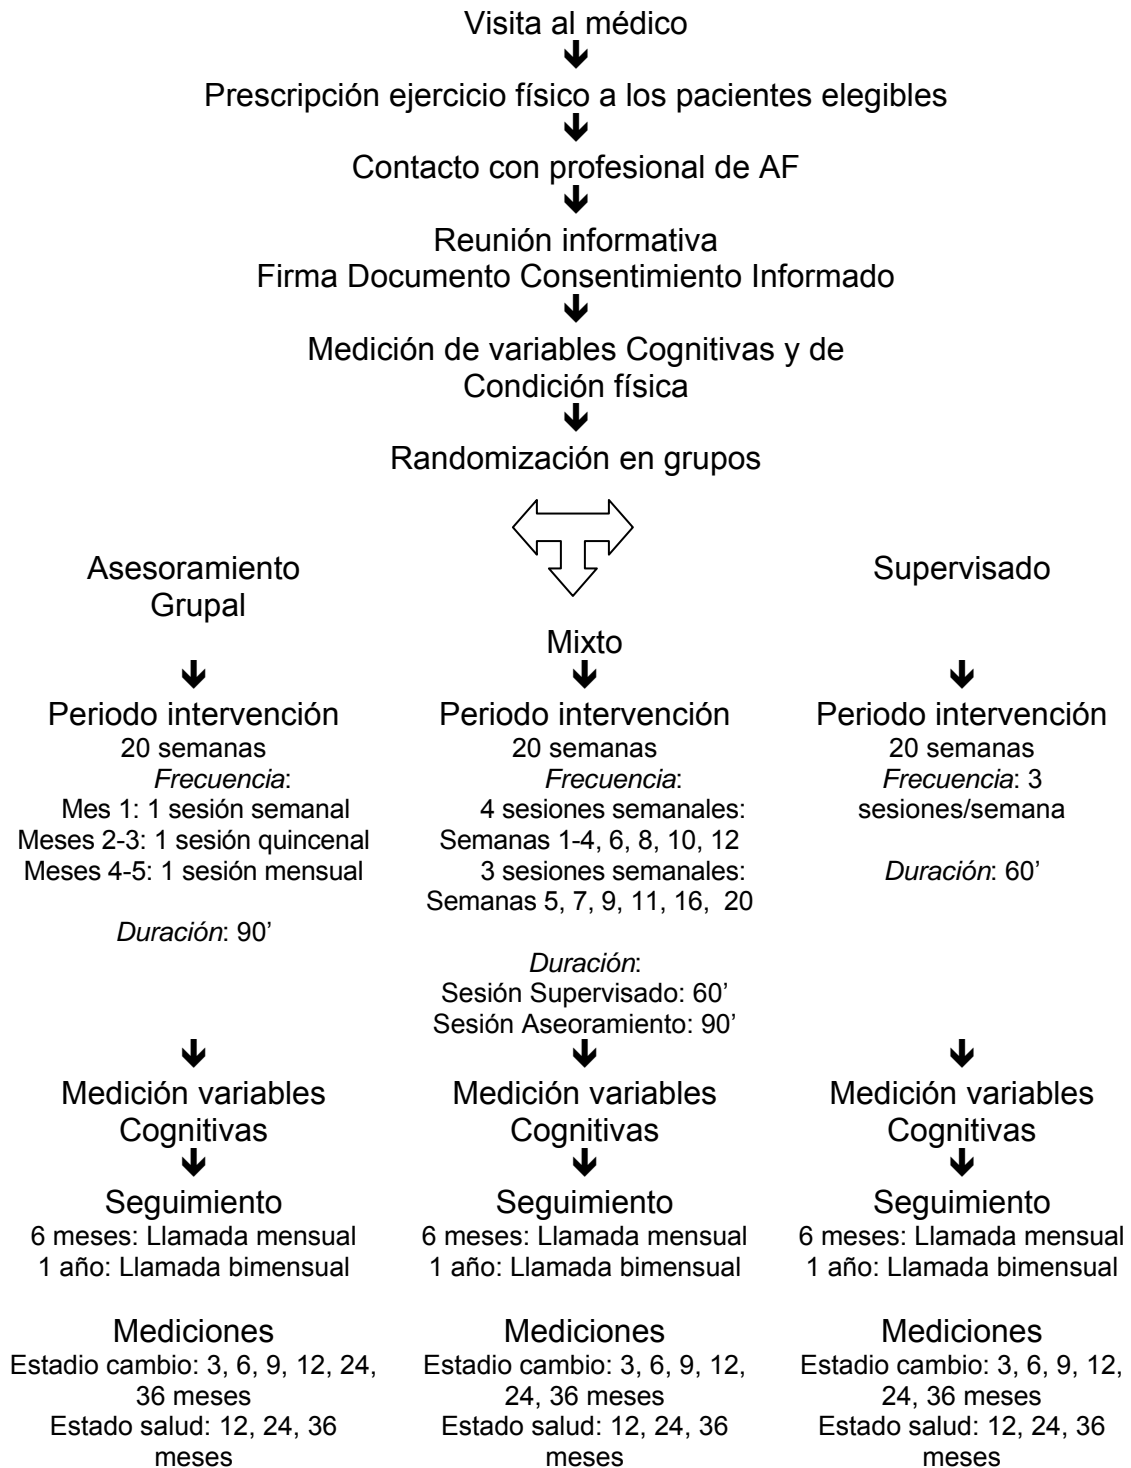 Visita al médico
Prescripción ejercicio físico a los pacientes elegibles
Contacto con profesional de AF
Reunión informativa
Firma Documento Consentimiento Informado
Medición de variables Cognitivas y de
Condición física
Randomización en grupos
Asesoramiento
Grupal
Periodo intervención
20 semanas
Frecuencia:
Mes 1: 1 sesión semanal
Meses 2-3: 1 sesión quincenal
Meses 4-5: 1 sesión mensual
Duración: 90’
Medición variables
Cognitivas
Seguimiento
6 meses: Llamada mensual
1 año: Llamada bimensual
Mediciones
Estadio cambio: 3, 6, 9, 12, 24,
36 meses
Estado salud: 12, 24, 36
meses
Mixto
Periodo intervención
20 semanas
Frecuencia:
4 sesiones semanales:
Semanas 1-4, 6, 8, 10, 12
3 sesiones semanales:
Semanas 5, 7, 9, 11, 16, 20
Duración:
Sesión Supervisado: 60’
Sesión Aseoramiento: 90’
Medición variables
Cognitivas
Seguimiento
6 meses: Llamada mensual
1 año: Llamada bimensual
Mediciones
Estadio cambio: 3, 6, 9, 12,
24, 36 meses
Estado salud: 12, 24, 36
meses
Supervisado
Periodo intervención
20 semanas
Frecuencia: 3
sesiones/semana
Duración: 60’
Medición variables
Cognitivas
Seguimiento
6 meses: Llamada mensual
1 año: Llamada bimensual
Mediciones
Estadio cambio: 3, 6, 9, 12,
24, 36 meses
Estado salud: 12, 24, 36
meses